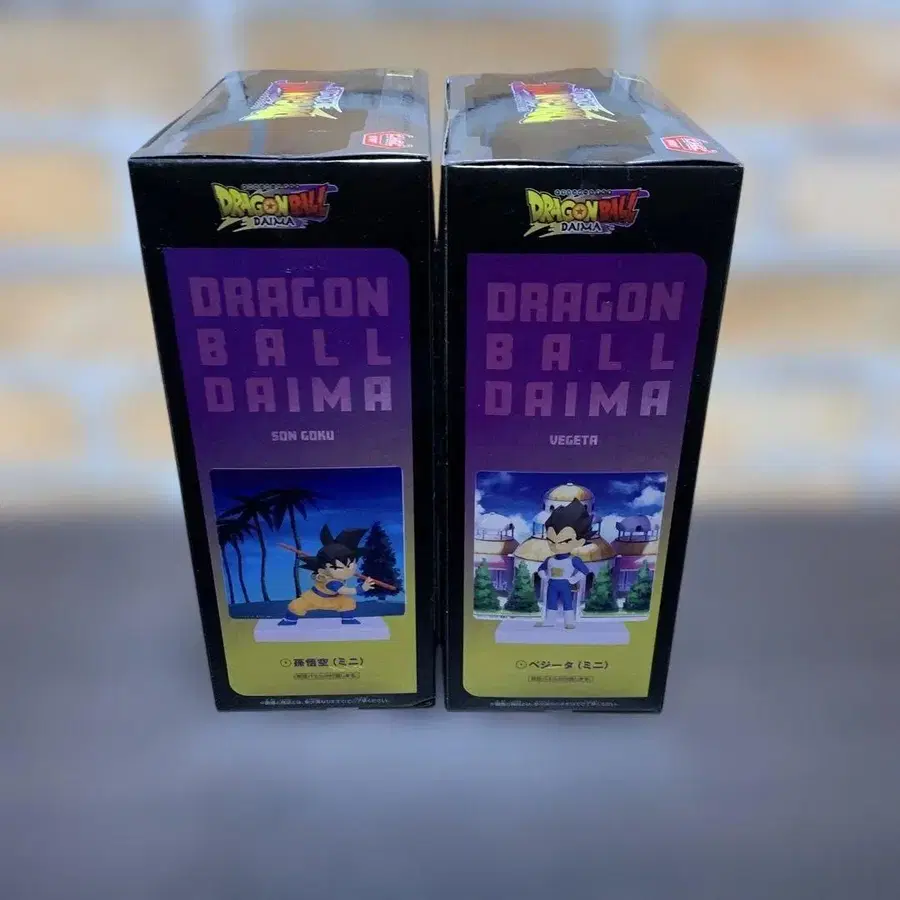 DRAGON BALL
DAIMA
DRAGON
BALL
DAIMA
SON GOKU
孫悟空(ミニ)
DRAGON BALL
DAIMA
DRAGON
BALL
DAIMA
VEGETA
ベジータ(ミニ)